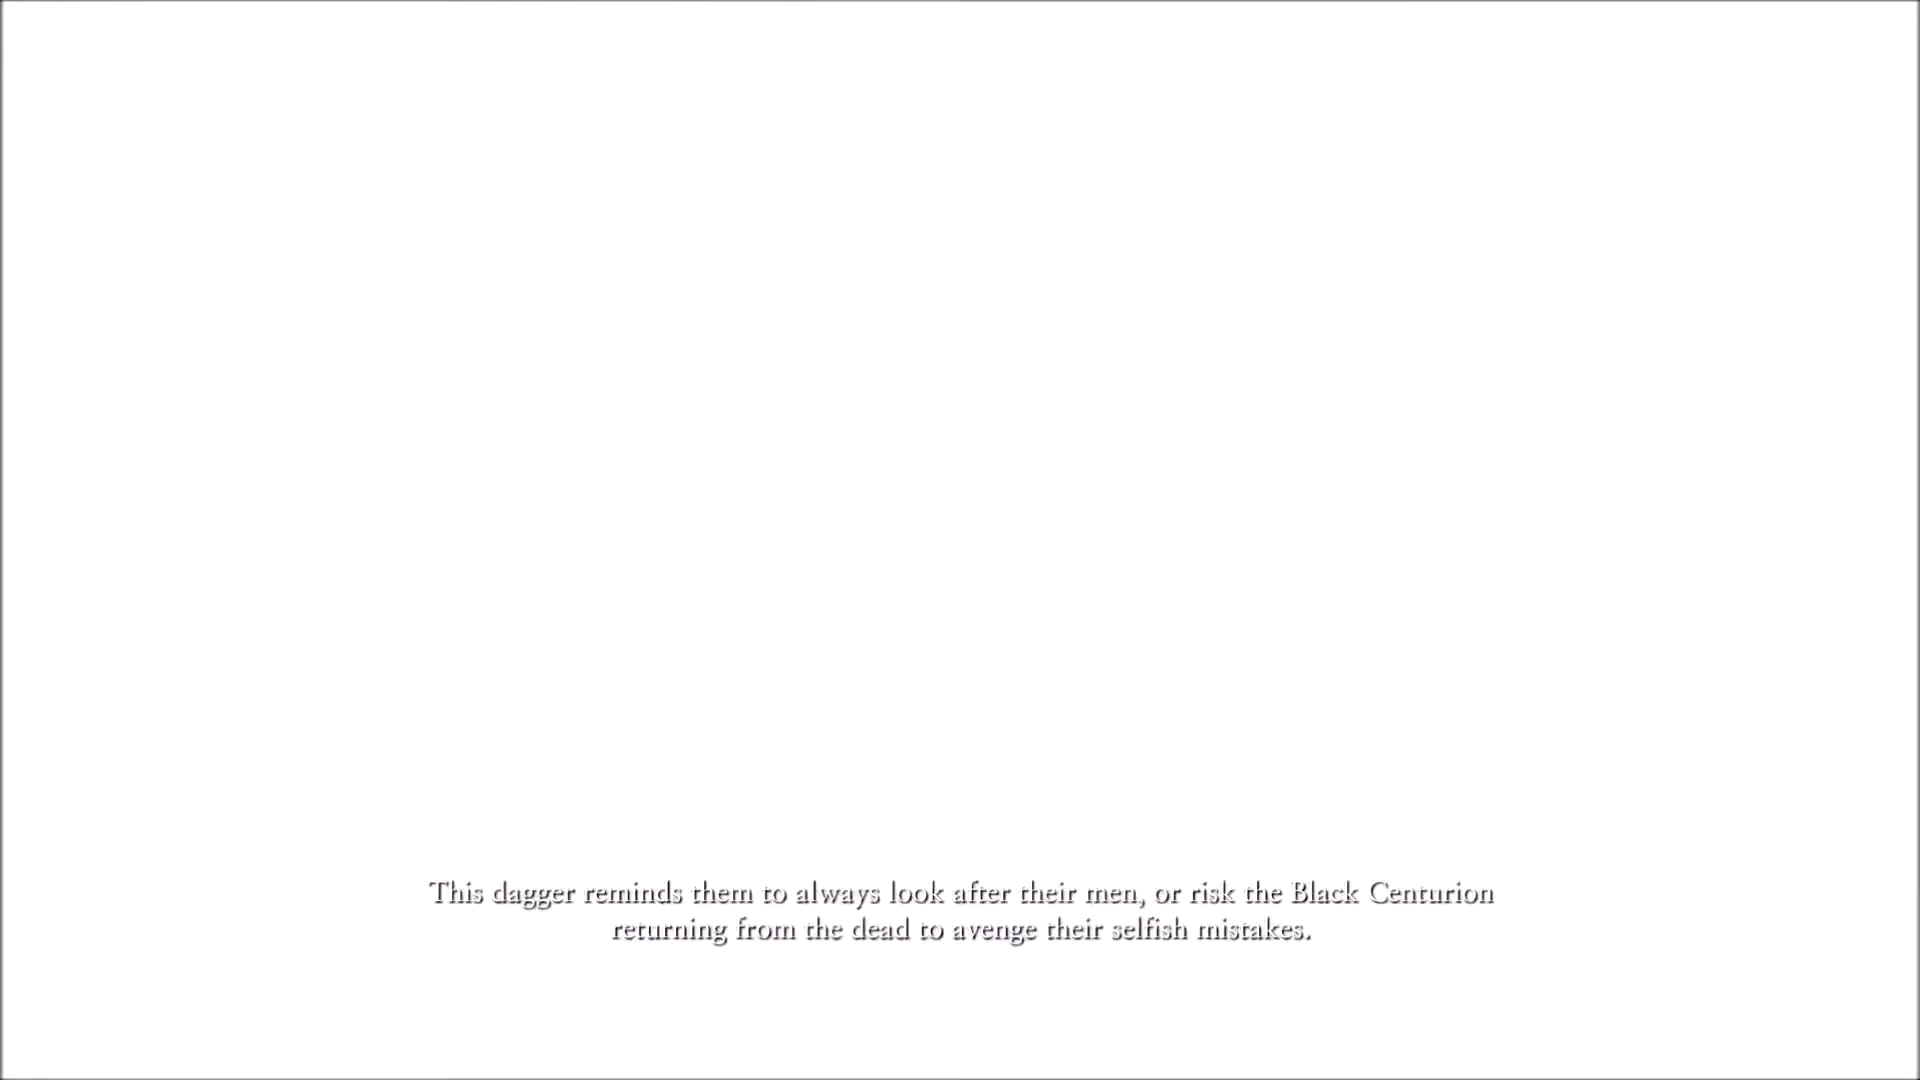 This dagger reminds them to always look after their men, or risk the Black Centurion
returning from the dead to avenge their selfish mistakes.